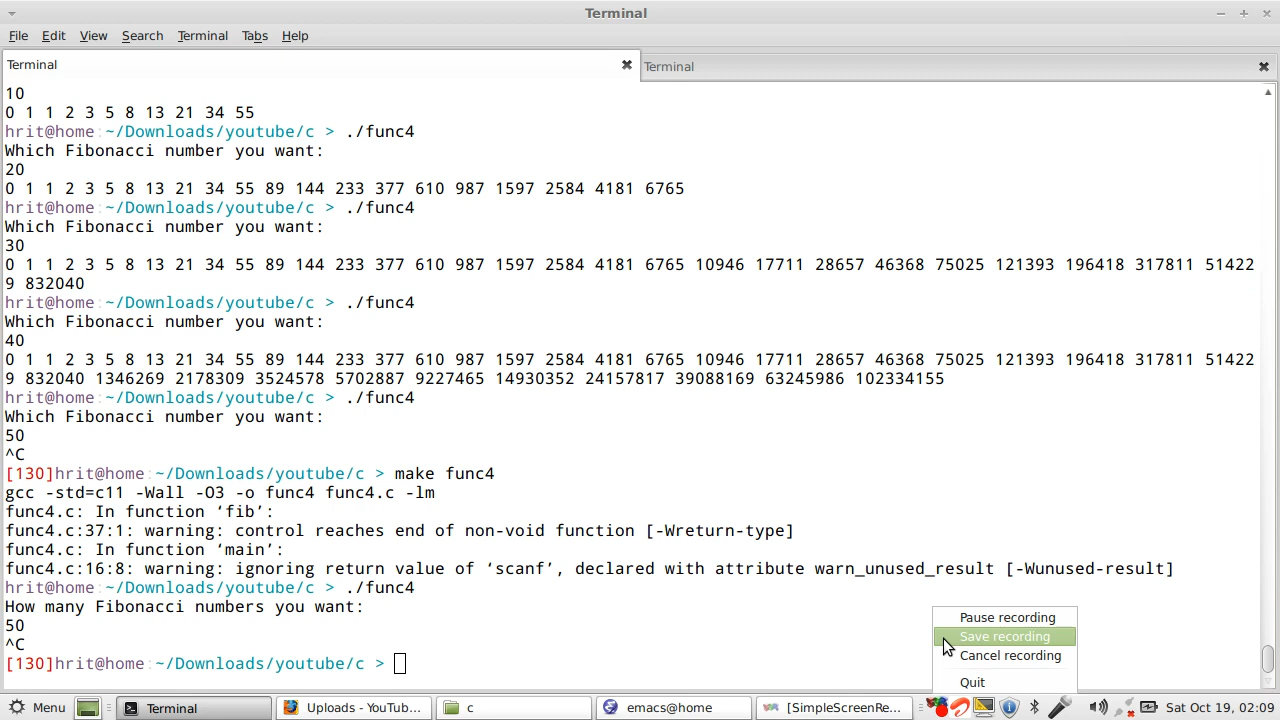 Terminal
File Edit View Search Terminal Tabs Help
Terminal
Terminal
10
0 1 1 2 3 5 8 13 21 34 55
hrit@home:~/Downloads/youtube/c > ./func4
Which Fibonacci number you want:
20
0 1 1 2 3 5 8 13 21 34 55 89 144 233 377 610 987 1597 2584 4181 6765
hrit@home:~/Downloads/youtube/c > ./func4
Which Fibonacci number you want:
30
0 1 1 2 3 5 8 13 21 34 55 89 144 233 377 610 987 1597 2584 4181 6765 10946 17711 28657 46368 75025 121393 196418 317811 51422
9 832040
hrit@home:~/Downloads/youtube/c > ./func4
Which Fibonacci number you want:
40
0 1 1 2 3 5 8 13 21 34 55 89 144 233 377 610 987 1597 2584 4181 6765 10946 17711 28657 46368 75025 121393 196418 317811 51422
9 832040 1346269 2178309 3524578 5702887 9227465 14930352 24157817 39088169 63245986 102334155
hrit@home:~/Downloads/youtube/c > ./func4
Which Fibonacci number you want:
50
^C
[130]hrit@home:~/Downloads/youtube/c > make func4
gcc -std=c11 -Wall -O3 -o func4 func4.c -lm
func4.c: In function ‘fib’:
func4.c:37:1: warning: control reaches end of non-void function [-Wreturn-type]
func4.c: In function ‘main’:
func4.c:16:8: warning: ignoring return value of ‘scanf’, declared with attribute warn_unused_result [-Wunused-result]
hrit@home:~/Downloads/youtube/c > ./func4
How many Fibonacci numbers you want:
50
^C
[130]hrit@home:~/Downloads/youtube/c >
Pause recording
Save recording
Cancel recording
Quit
Menu Terminal Uploads - YouTub... c emacs@home [SimpleScreenRe... Sat Oct 19, 02:09